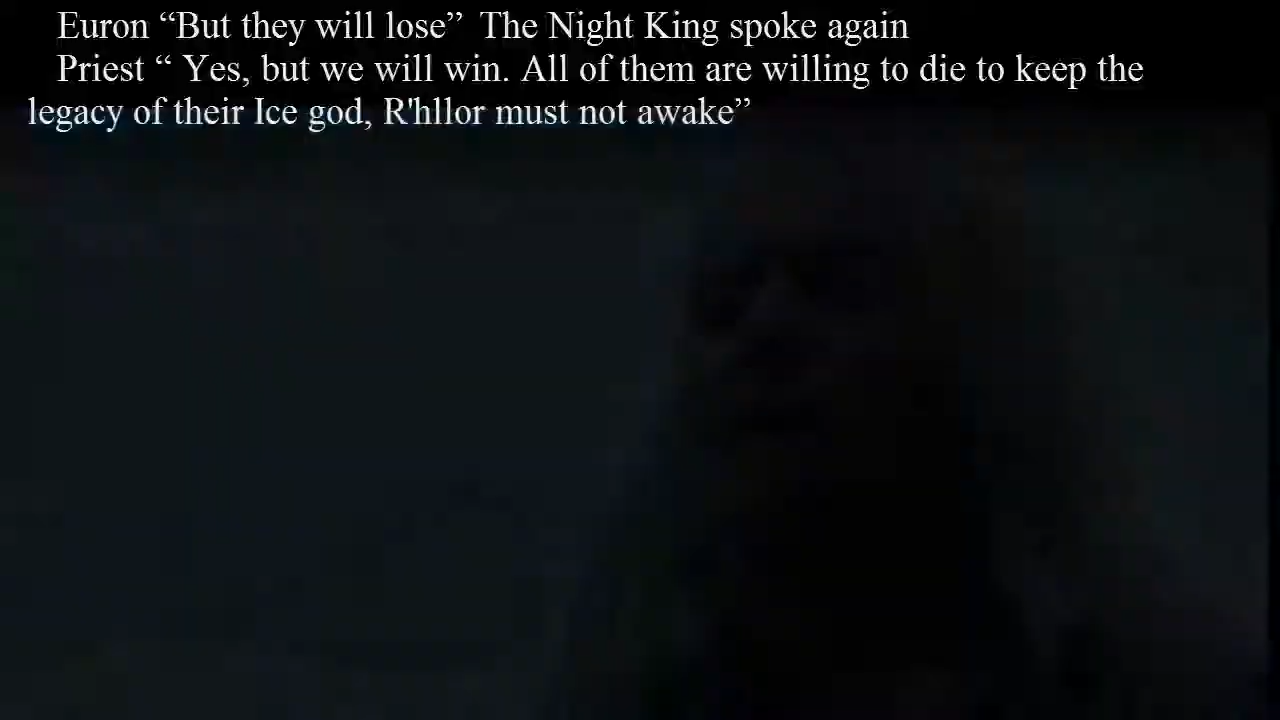 Euron “But they will lose”  The Night King spoke again
Priest “ Yes, but we will win. All of them are willing to die to keep the
legacy of their Ice god, R'hllor must not awake”